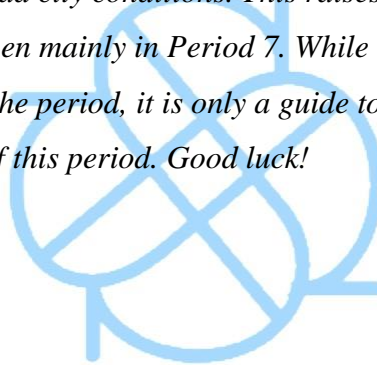 city conditions. This raises
en mainly in Period 7. While
he period, it is only a guide to
f this period. Good luck!